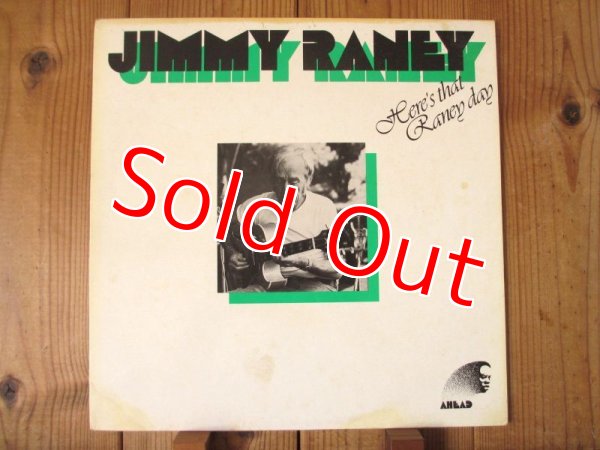 JIMMY RANEY
Here's that
Raney day
Sold Out
AHEAD